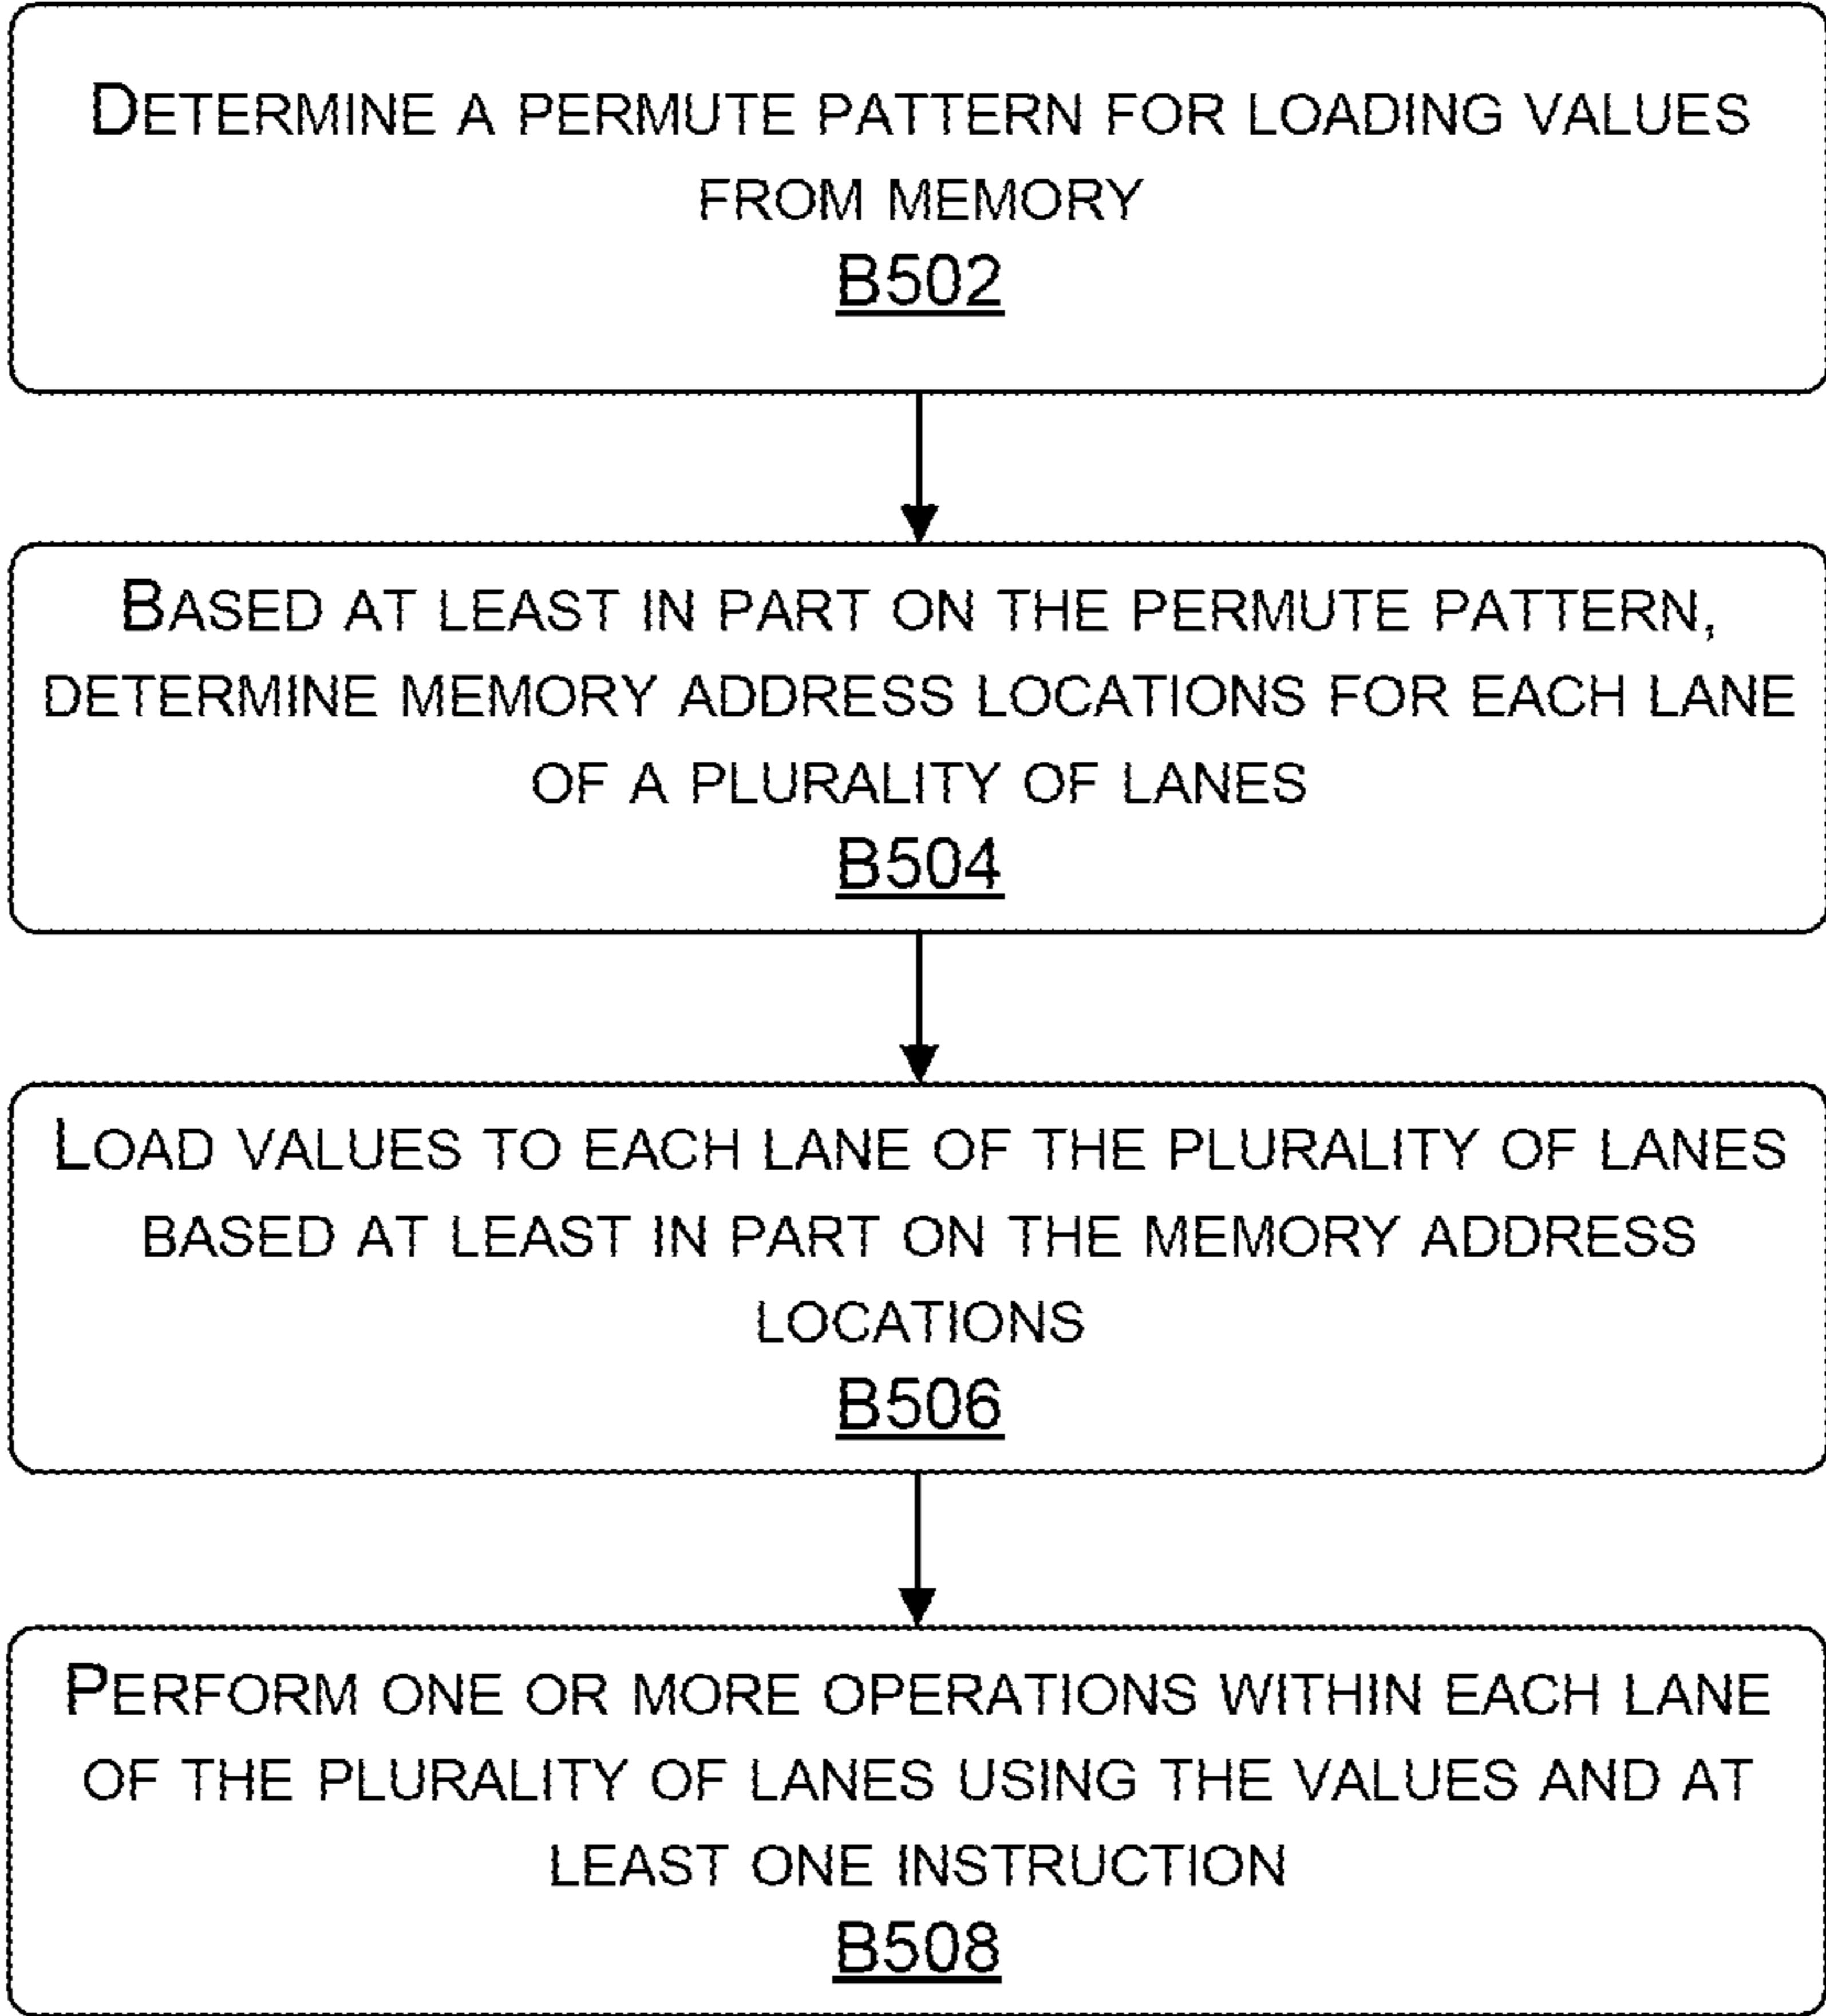 DETERMINE A PERMUTE PATTERN FOR LOADING VALUES
FROM MEMORY
B502
BASED AT LEAST IN PART ON THE PERMUTE PATTERN,
DETERMINE MEMORY ADDRESS LOCATIONS FOR EACH LANE
OF A PLURALITY OF LANES
B504
LOAD VALUES TO EACH LANE OF THE PLURALITY OF LANES
BASED AT LEAST IN PART ON THE MEMORY ADDRESS
LOCATIONS
B506
PERFORM ONE OR MORE OPERATIONS WITHIN EACH LANE
OF THE PLURALITY OF LANES USING THE VALUES AND AT
LEAST ONE INSTRUCTION
B508